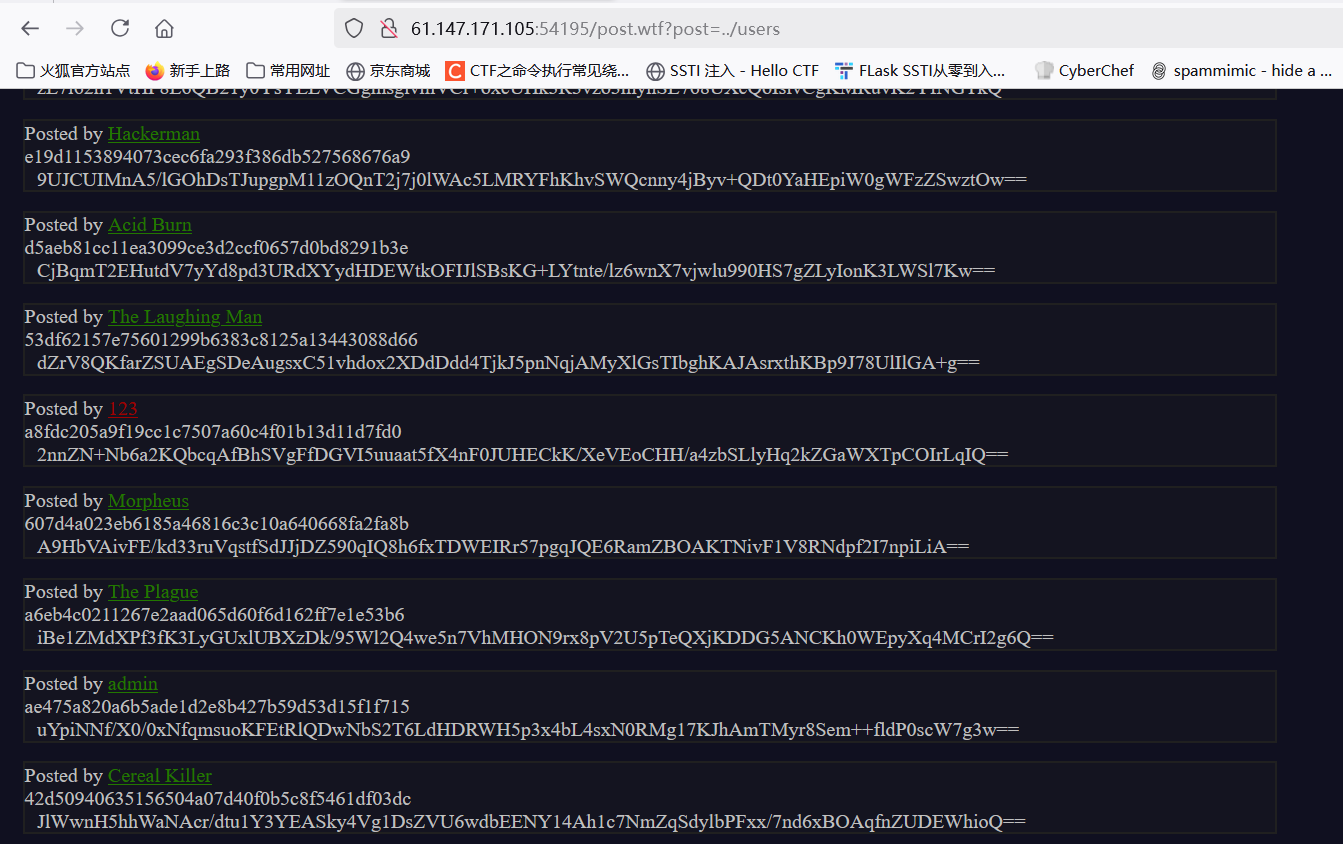 61.147.171.105:54195/post.wtf?post=../users
火狐官方站点 新手上路 常用网址 京东商城 CTF之命令执行常见绕... SSTI 注入 - Hello CTF FLask SSTI从零到入... CyberChef spammimic - hide a ...
Posted by Hackerman
e19d1153894073cec6fa293f386db527568676a9
9UJCUIMnA5/lGOhDsTJupgpM11zOQnT2j7j0lWAc5LMRYFhKhvSWQcnny4jByv+QDt0YaHEpiW0gWFzZSwztOw==
Posted by Acid Burn
d5aeb81cc11ea3099ce3d2ccf0657d0bd8291b3e
CjBqmT2EHutdV7yYd8pd3URdXYydHDEWtkOFIJlSBsKG+LYtnte/lz6wnX7vjwlu990HS7gZLyIonK3LWSl7Kw==
Posted by The Laughing Man
53df62157e75601299b6383c8125a13443088d66
dZrV8QKfarZSUAEgSDeAugsxC51vhdox2XDdDdd4TjkJ5pnNqjAMyXlGsTIbghKAJAsrxthKBp9J78UlIlGA+g==
Posted by 123
a8fdc205a9f19cc1c7507a60c4f01b13d11d7fd0
2nnZN+Nb6a2KQbcqAfBhSVgFfDGVI5uuaat5fX4nF0JUHECkK/XeVEoCHH/a4zbSLlyHq2kZGaWXTpCOIrLqIQ==
Posted by Morpheus
607d4a023eb6185a46816c3c10a640668fa2fa8b
A9HbVAivFE/kd33ruVqstfSdJJjDZ590qIQ8h6fxTDWEIRr57pgqJQE6RamZBOAKTNivF1V8RNdpf2I7npiLiA==
Posted by The Plague
a6eb4c0211267e2aad065d60f6d162ff7e1e53b6
iBe1ZMdXPf3fK3LyGUxlUBXzDk/95Wl2Q4we5n7VhMHON9rx8pV2U5pTeQXjKDDG5ANCKh0WEpyXq4MCrI2g6Q==
Posted by admin
ae475a820a6b5ade1d2e8b427b59d53d15f1f715
uYpiNNf/X0/0xNfqmsuoKFEtRlQDwNbS2T6LdHDRWH5p3x4bL4sxN0RMg17KJhAmTMyr8Sem++fldP0scW7g3w==
Posted by Cereal Killer
42d50940635156504a07d40f0b5c8f5461df03dc
JlWwnH5hhWaNAcr/dtu1Y3YEASky4Vg1DsZVU6wdbEENY14Ah1c7NmZqSdylbPFxx/7nd6xBOAqfnZUDEWhioQ==